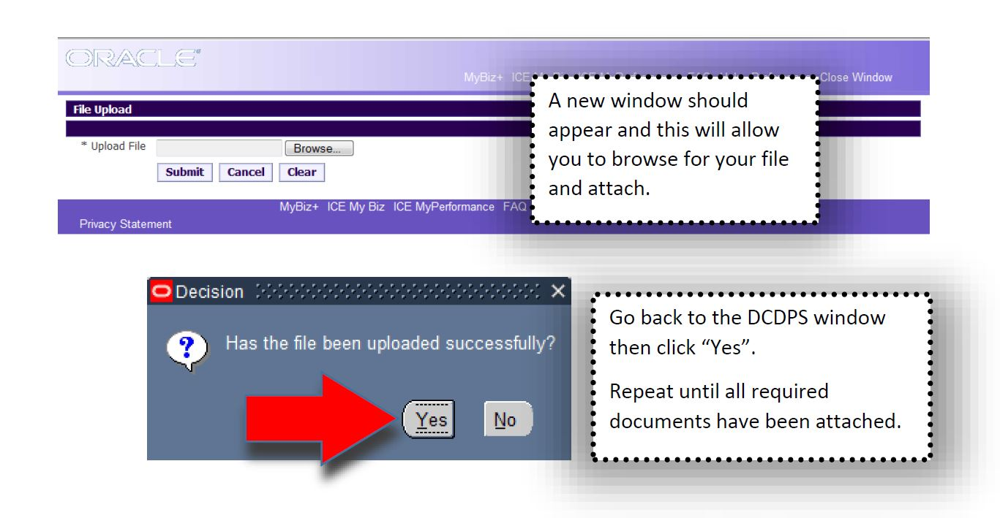 ORACLE
MyBiz+ ICE Close Window
A new window should
appear and this will allow
you to browse for your file
and attach.
File Upload
* Upload File Browse...
Submit Cancel Clear
MyBiz+ ICE My Biz ICE MyPerformance FAQ
Privacy Statement
Decision
Has the file been uploaded successfully?
Yes No
Go back to the DCDPS window
then click “Yes”.
Repeat until all required
documents have been attached.